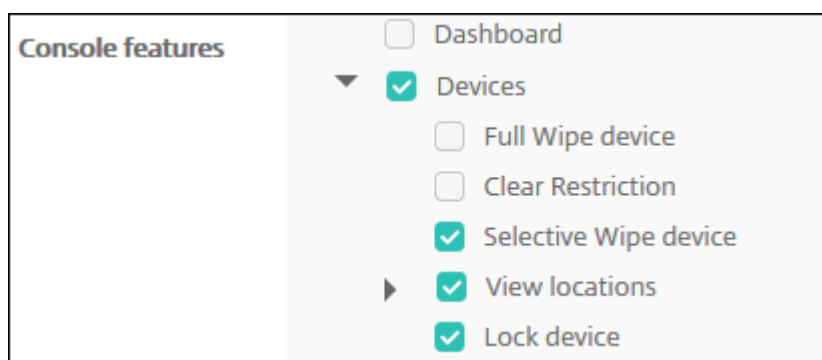 Console features
Dashboard
Devices
Full Wipe device
Clear Restriction
Selective Wipe device
View locations
Lock device